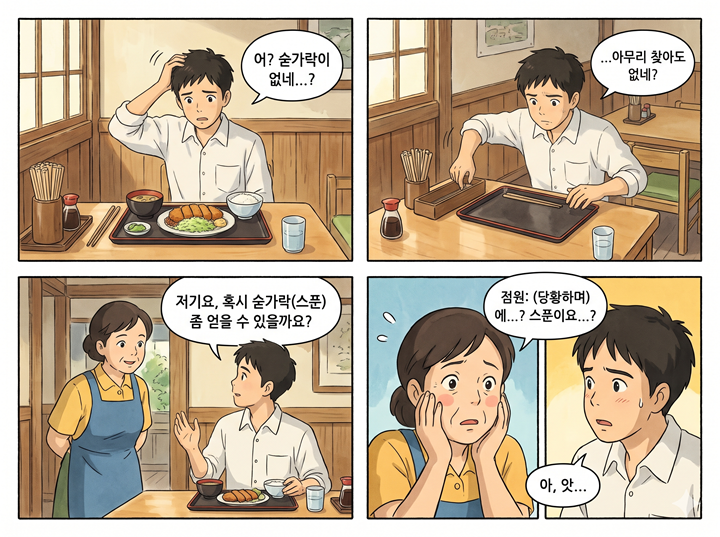 어? 숟가락이
없네...?
...아무리 찾아도
없네?
저기요, 혹시 숟가락(스푼)
좀 얻을 수 있을까요?
점원: (당황하며)
에...? 스푼이요...?
아, 앗...